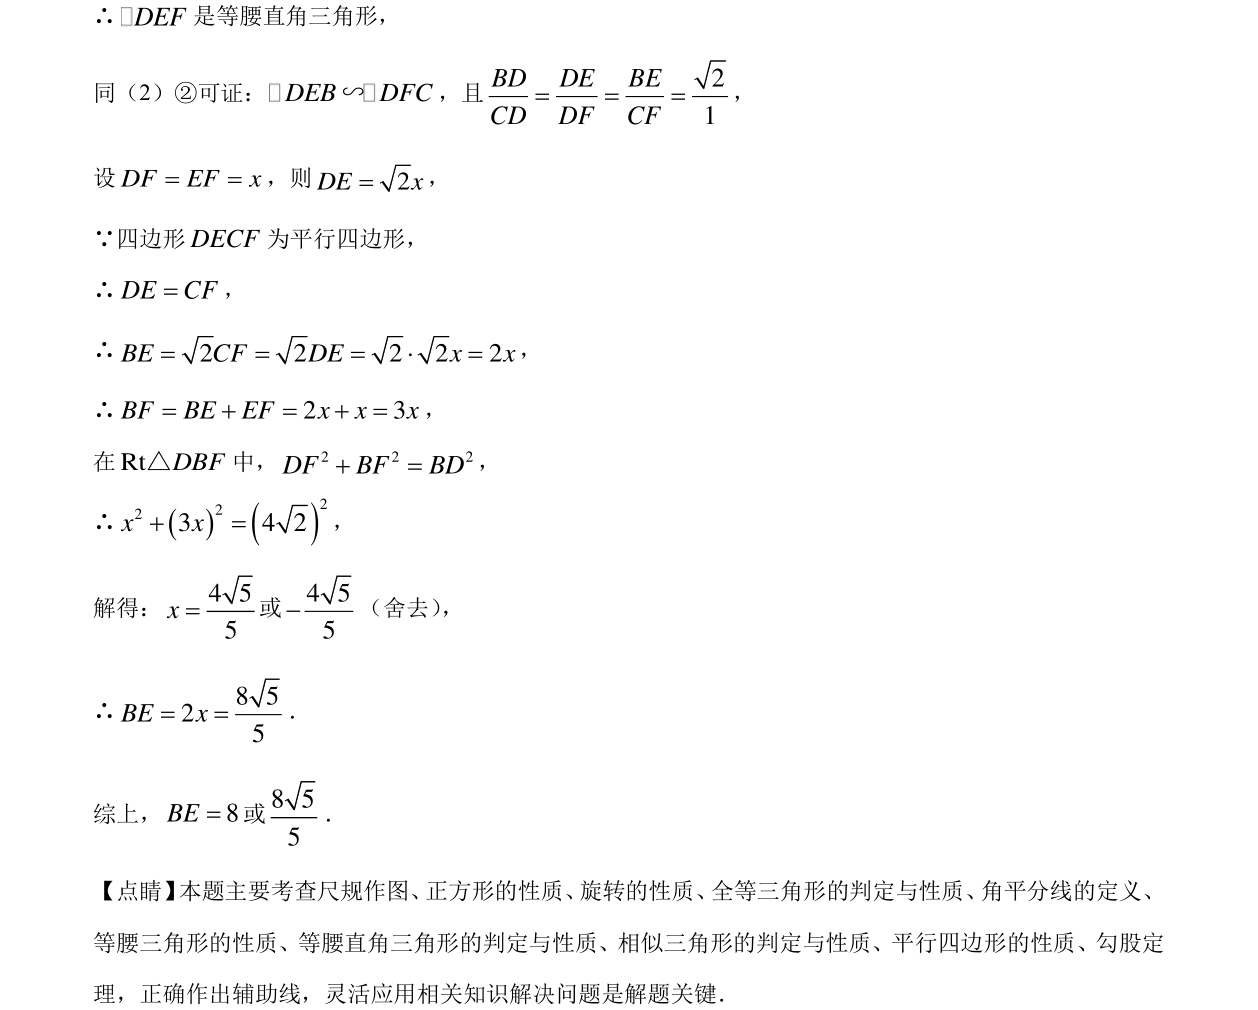 ∴ □DEF 是等腰直角三角形，
同（2）②可证：□ DEB ∽□ DFC，且 BD/CD = DE/DF = BE/CF = √2/1，
设 DF = EF = x，则 DE = √2x，
∵四边形 DECF 为平行四边形，
∴ DE = CF，
∴ BE = √2CF = √2DE = √2·√2x = 2x，
∴ BF = BE + EF = 2x + x = 3x，
在 Rt△DBF 中，DF² + BF² = BD²，
∴ x² + (3x)² = (4√2)²，
解得：x = 4√5/5 或 −4√5/5（舍去），
∴ BE = 2x = 8√5/5．
综上，BE = 8 或 8√5/5．
【点睛】本题主要考查尺规作图、正方形的性质、旋转的性质、全等三角形的判定与性质、角平分线的定义、
等腰三角形的性质、等腰直角三角形的判定与性质、相似三角形的判定与性质、平行四边形的性质、勾股定
理，正确作出辅助线，灵活应用相关知识解决问题是解题关键．